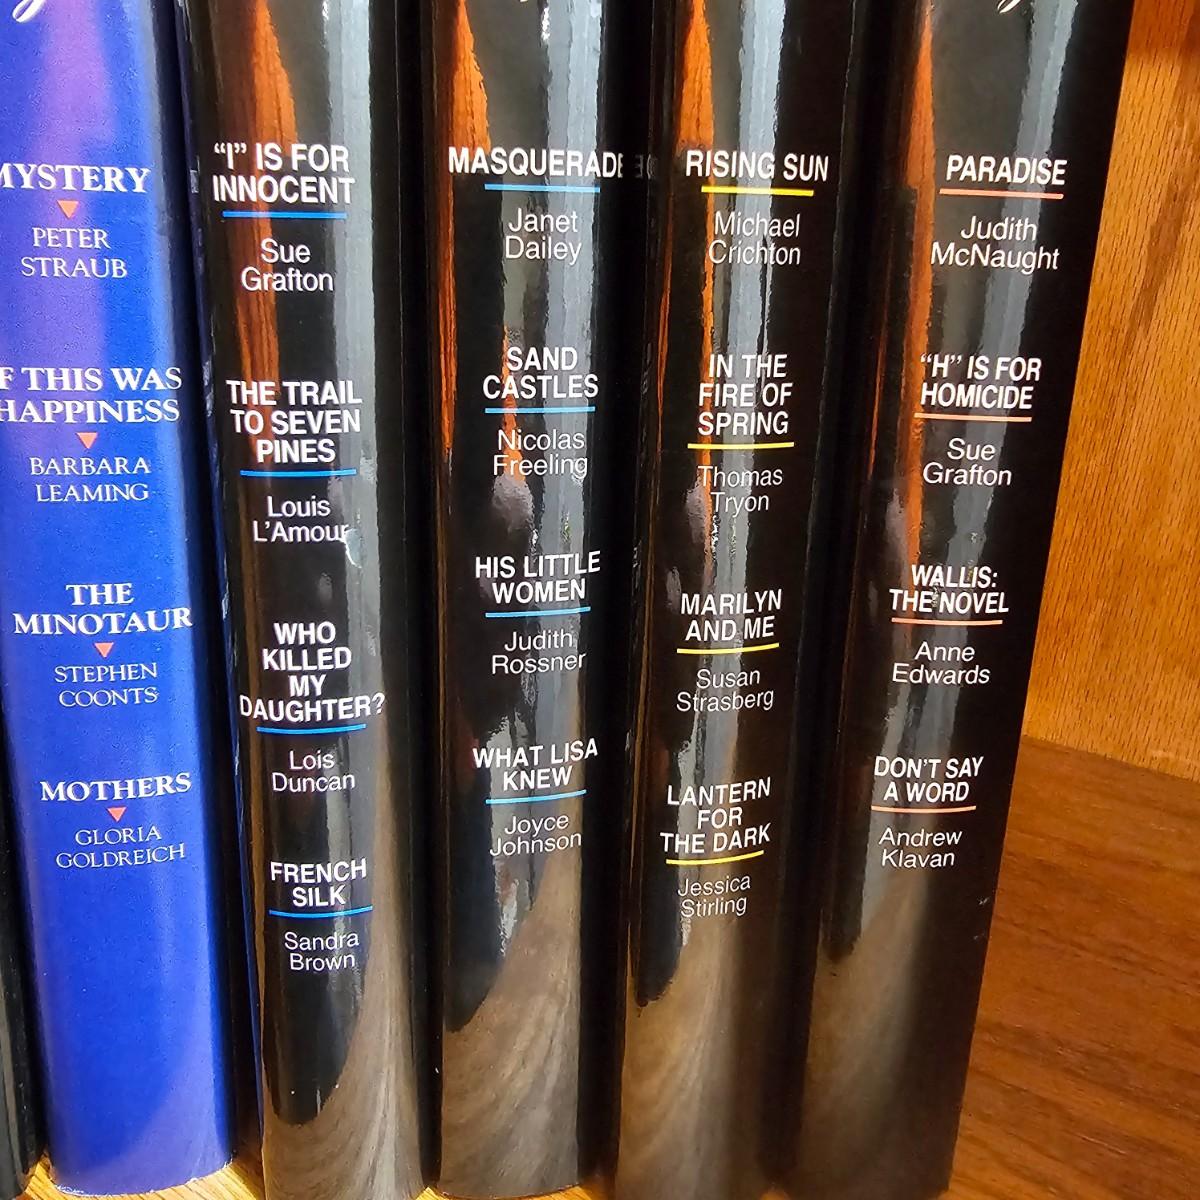 MYSTERY
PETER
STRAUB
F THIS WAS
HAPPINESS
BARBARA
LEAMING
THE
MINOTAUR
STEPHEN
COONTS
MOTHERS
GLORIA
GOLDREICH
“I” IS FOR
INNOCENT
Sue
Grafton
THE TRAIL
TO SEVEN
PINES
Louis
L'Amour
WHO
KILLED
MY
DAUGHTER?
Lois
Duncan
FRENCH
SILK
Sandra
Brown
MASQUERADE
Janet
Dailey
SAND
CASTLES
Nicolas
Freeling
HIS LITTLE
WOMEN
Judith
Rossner
WHAT LISA
KNEW
Joyce
Johnson
RISING SUN
Michael
Crichton
IN THE
FIRE OF
SPRING
Thomas
Tryon
MARILYN
AND ME
Susan
Strasberg
LANTERN
FOR
THE DARK
Jessica
Stirling
PARADISE
Judith
McNaught
“H” IS FOR
HOMICIDE
Sue
Grafton
WALLIS:
THE NOVEL
Anne
Edwards
DON'T SAY
A WORD
Andrew
Klavan